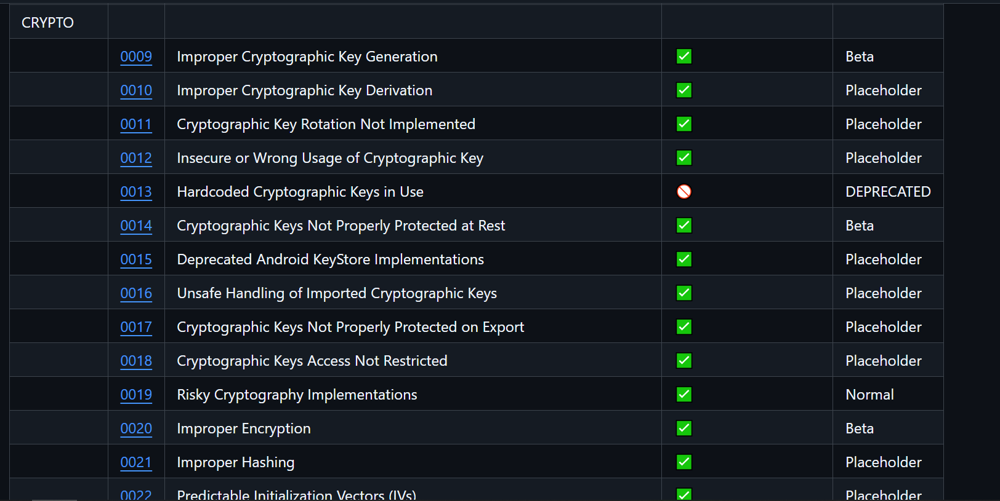 CRYPTO
0009 Improper Cryptographic Key Generation ✅ Beta
0010 Improper Cryptographic Key Derivation ✅ Placeholder
0011 Cryptographic Key Rotation Not Implemented ✅ Placeholder
0012 Insecure or Wrong Usage of Cryptographic Key ✅ Placeholder
0013 Hardcoded Cryptographic Keys in Use 🚫 DEPRECATED
0014 Cryptographic Keys Not Properly Protected at Rest ✅ Beta
0015 Deprecated Android KeyStore Implementations ✅ Placeholder
0016 Unsafe Handling of Imported Cryptographic Keys ✅ Placeholder
0017 Cryptographic Keys Not Properly Protected on Export ✅ Placeholder
0018 Cryptographic Keys Access Not Restricted ✅ Placeholder
0019 Risky Cryptography Implementations ✅ Normal
0020 Improper Encryption ✅ Beta
0021 Improper Hashing ✅ Placeholder
0022 Predictable Initialization Vectors (IVs) ✅ Placeholder